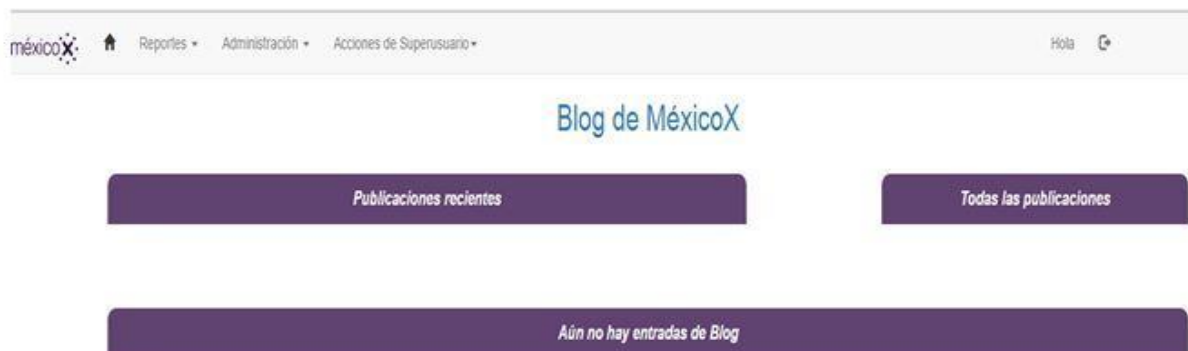 méxicoX Reportes Administración Acciones de Superusuario Hola
Blog de MéxicoX
Publicaciones recientes
Todas las publicaciones
Aún no hay entradas de Blog